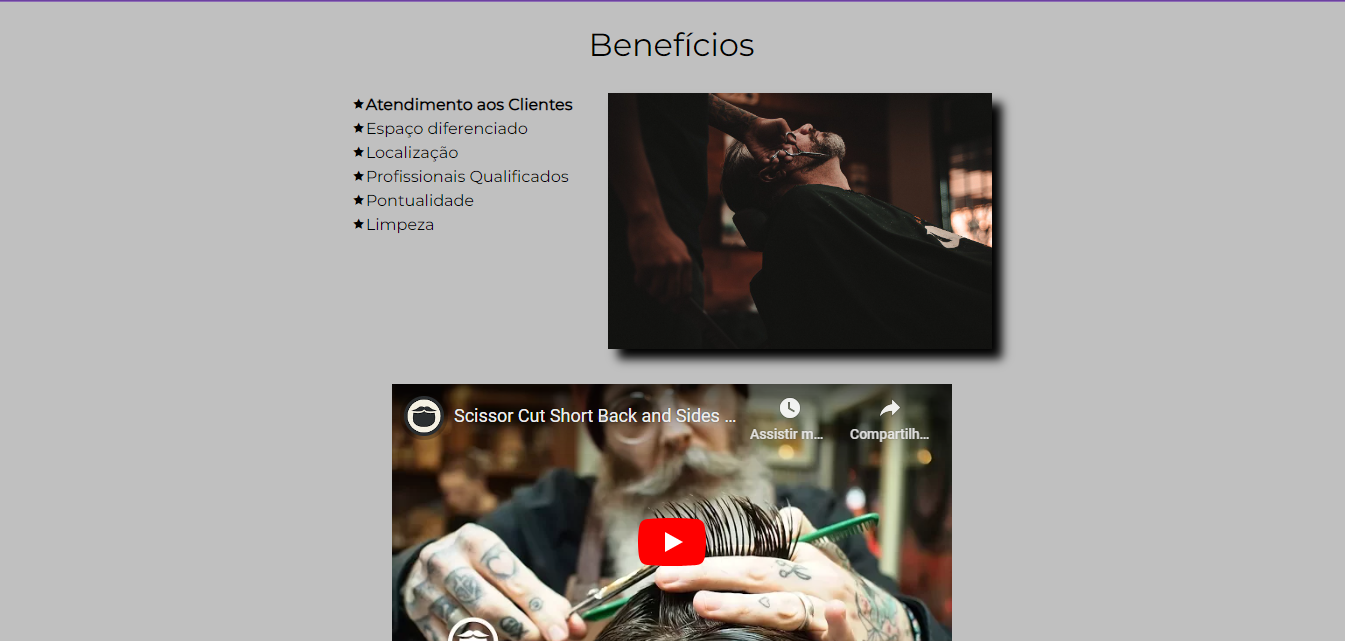 Benefícios
★Atendimento aos Clientes
★Espaço diferenciado
★Localização
★Profissionais Qualificados
★Pontualidade
★Limpeza
Scissor Cut Short Back and Sides ...
Assistir m...
Compartilh...